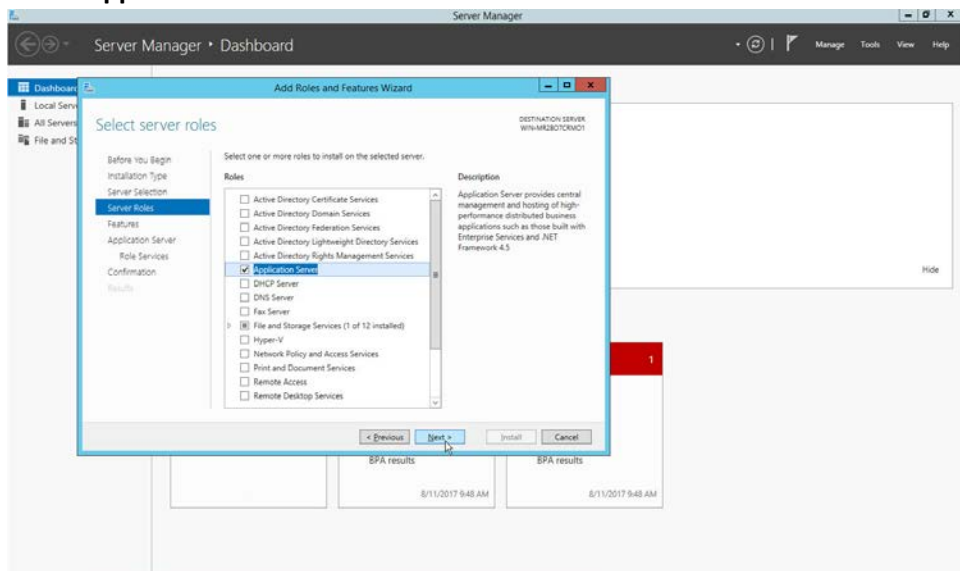 Server Manager
Server Manager • Dashboard
Manage Tools View Help
Dashboard
Local Serv
All Servers
File and St
Add Roles and Features Wizard
Select server roles
DESTINATION SERVER
WIN-MR2BOTCRMO1
Before You Begin
Installation Type
Server Selection
Server Roles
Features
Application Server
Role Services
Confirmation
Results
Select one or more roles to install on the selected server.
Roles
Active Directory Certificate Services
Active Directory Domain Services
Active Directory Federation Services
Active Directory Lightweight Directory Services
Active Directory Rights Management Services
Application Server
DHCP Server
DNS Server
Fax Server
File and Storage Services (1 of 12 installed)
Hyper-V
Network Policy and Access Services
Print and Document Services
Remote Access
Remote Desktop Services
Description
Application Server provides central
management and hosting of high-
performance distributed business
applications such as those built with
Enterprise Services and .NET
Framework 4.5
< Previous Next > Install Cancel
Hide
1
BPA results BPA results
8/11/2017 9:48 AM 8/11/2017 9:48 AM